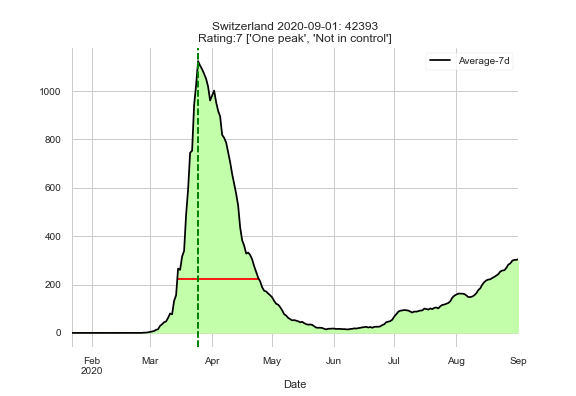 Switzerland 2020-09-01: 42393
Rating:7 ['One peak', 'Not in control']
Average-7d
1000
800
600
400
200
0
Feb Mar Apr May Jun Jul Aug Sep
2020
Date